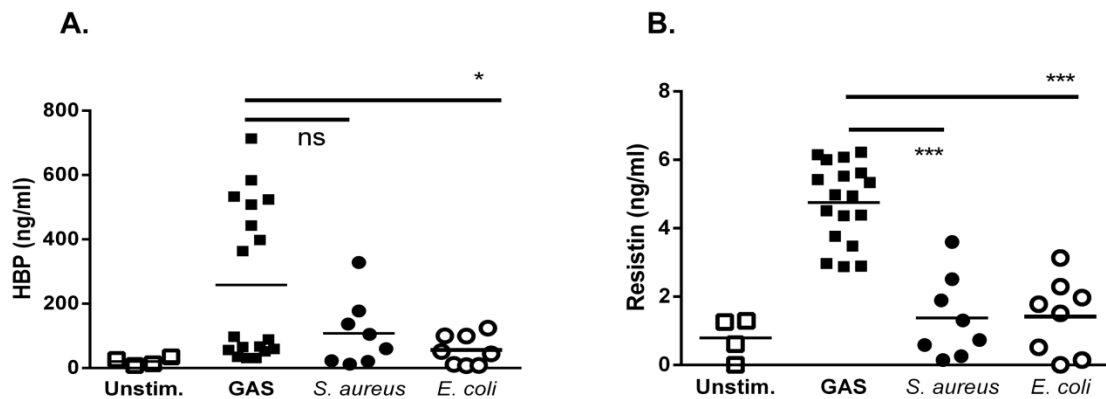 A.
*
ns
800
600
400
200
0
HBP (ng/ml)
Unstim. GAS S. aureus E. coli
B.
***
***
8
6
4
2
0
Resistin (ng/ml)
Unstim. GAS S. aureus E. coli